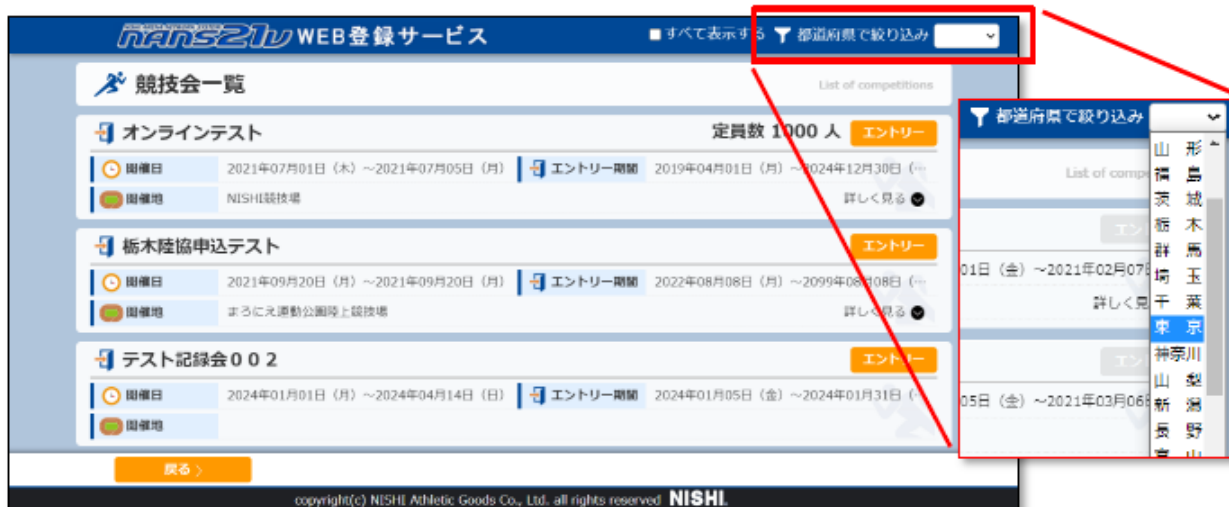 NANS21V WEB登録サービス
■すべて表示する 都道府県で絞り込み
競技会一覧
List of competitions
オンラインテスト
定員数 1000 人 エントリー
開催日 2021年07月01日（木）～2021年07月05日（月） エントリー期間 2019年04月01日（月）～2024年12月30日（…
開催地 NISHI競技場 詳しく見る
栃木陸協申込テスト
エントリー
開催日 2021年09月20日（月）～2021年09月20日（月） エントリー期間 2022年08月08日（月）～2099年08月08日（…
開催地 まろにえ運動公園陸上競技場 詳しく見る
テスト記録会００２
エントリー
開催日 2024年01月01日（月）～2024年04月14日（日） エントリー期間 2024年01月05日（金）～2024年01月31日（…
開催地
戻る
copyright(c) NISHI Athletic Goods Co., Ltd. all rights reserved NISHI.
都道府県で絞り込み
List of compe
01日（金）～2021年02月07日
詳しく見
05日（金）～2021年03月06日
山 形
福 島
茨 城
栃 木
群 馬
埼 玉
千 葉
東 京
神奈川
山 梨
新 潟
長 野
富 山